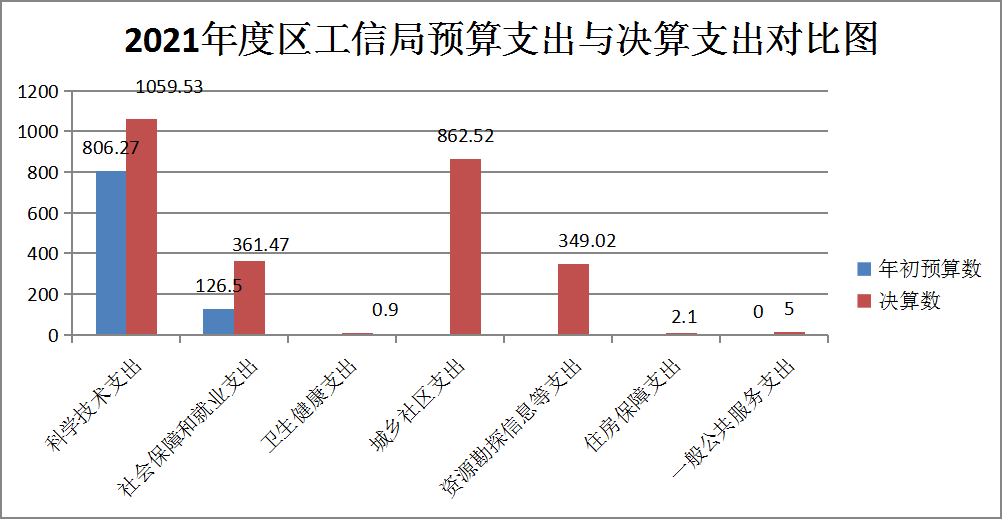 2021年度区工信局预算支出与决算支出对比图
1200
1000
800
600
400
200
0
806.27
1059.53
126.5
361.47
0.9
862.52
349.02
2.1
0
5
科学技术支出
社会保障和就业支出
卫生健康支出
城乡社区支出
资源勘探信息等支出
住房保障支出
一般公共服务支出
年初预算数
决算数